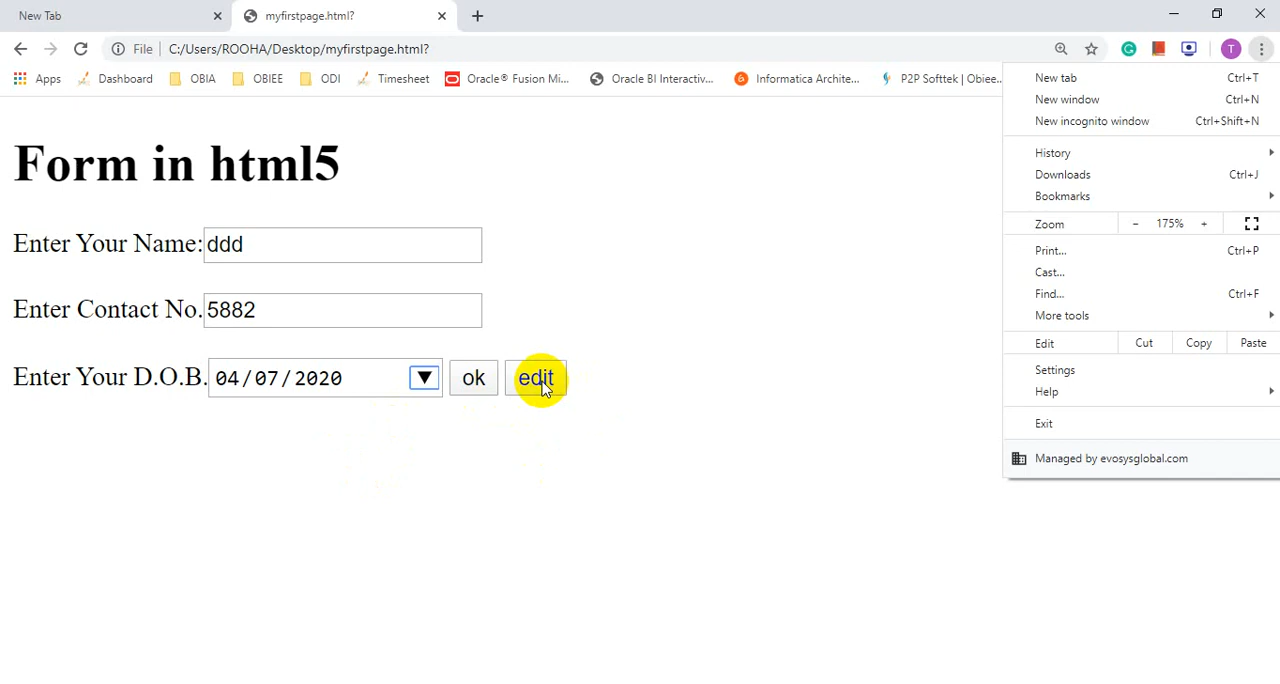 New Tab
myfirstpage.html?
File
C:/Users/ROOHA/Desktop/myfirstpage.html?
T
Apps
Dashboard
OBIA
OBIEE
ODI
Timesheet
Oracle® Fusion Mi...
Oracle BI Interactiv...
Informatica Archite...
P2P Softtek | Obiee...
New tab Ctrl+T
New window Ctrl+N
New incognito window Ctrl+Shift+N
History
Downloads Ctrl+J
Bookmarks
Zoom - 175% +
Print... Ctrl+P
Cast...
Find... Ctrl+F
More tools
Edit Cut Copy Paste
Settings
Help
Exit
Managed by evosysglobal.com
Form in html5
Enter Your Name: ddd
Enter Contact No. 5882
Enter Your D.O.B. 04/07/2020 ok edit